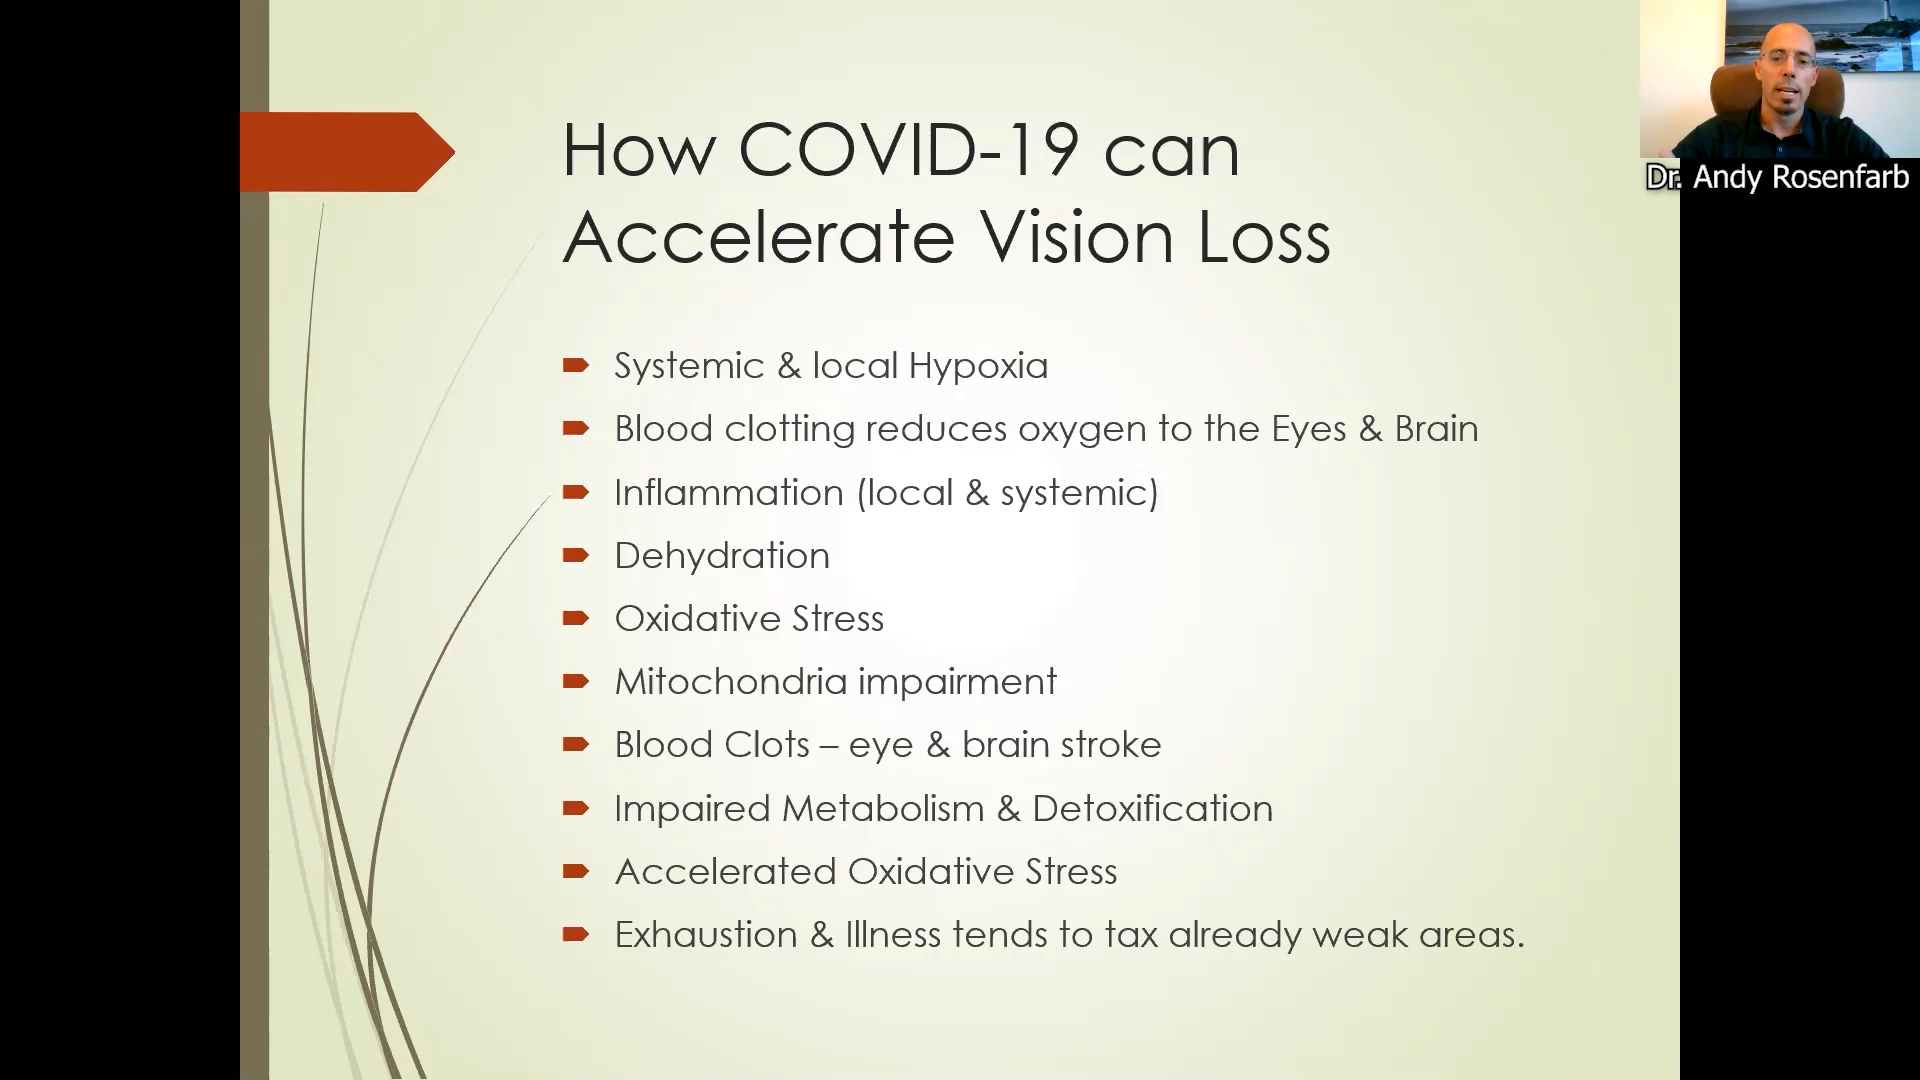 How COVID-19 can
Accelerate Vision Loss
Systemic & local Hypoxia
Blood clotting reduces oxygen to the Eyes & Brain
Inflammation (local & systemic)
Dehydration
Oxidative Stress
Mitochondria impairment
Blood Clots – eye & brain stroke
Impaired Metabolism & Detoxification
Accelerated Oxidative Stress
Exhaustion & Illness tends to tax already weak areas.
Dr. Andy Rosenfarb